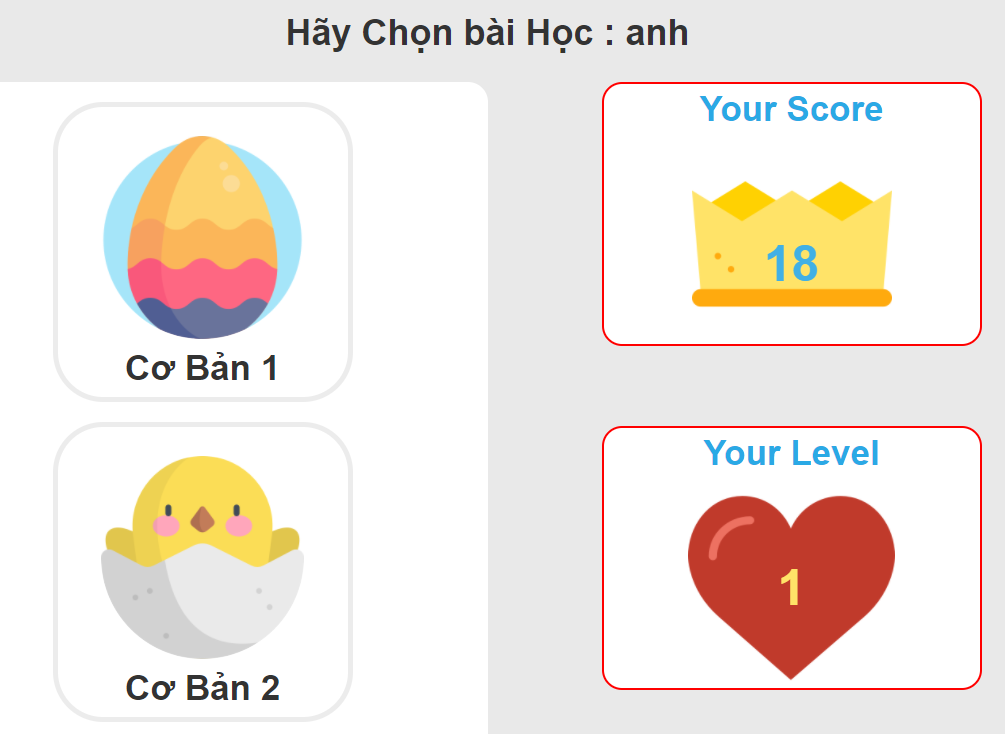 Hãy Chọn bài Học : anh
Cơ Bản 1
Cơ Bản 2
Your Score
18
Your Level
1